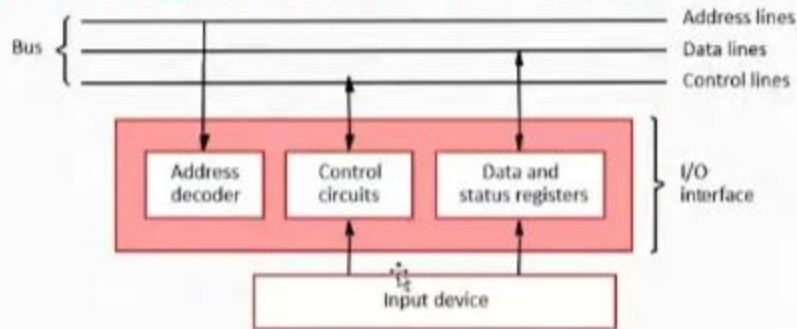 Address lines
Bus
Data lines
Control lines
Address
decoder
Control
circuits
Data and
status registers
I/O
interface
Input device